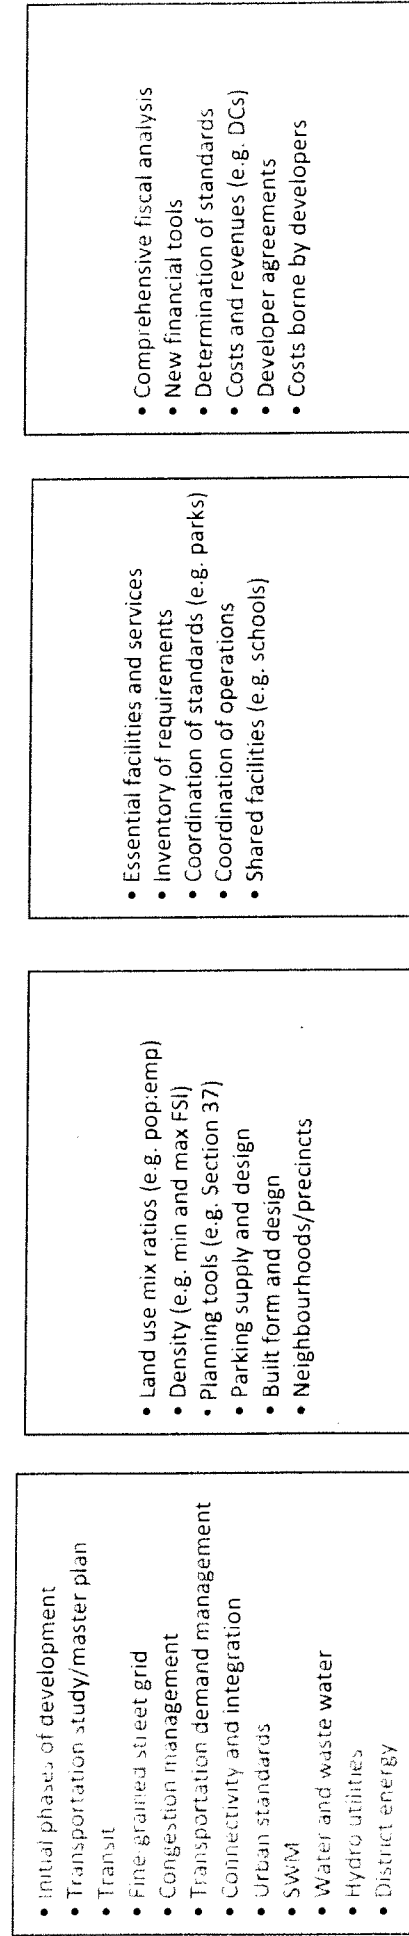 • Initial phases of development
• Transportation study/master plan
• Transit
• Fine grained street grid
• Congestion management
• Transportation demand management
• Connectivity and integration
• Urban standards
• SWM
• Water and waste water
• Hydro utilities
• District energy
• Land use mix ratios (e.g. pop:emp)
• Density (e.g. min and max FSI)
• Planning tools (e.g. Section 37)
• Parking supply and design
• Built form and design
• Neighbourhoods/precincts
• Essential facilities and services
• Inventory of requirements
• Coordination of standards (e.g. parks)
• Coordination of operations
• Shared facilities (e.g. schools)
• Comprehensive fiscal analysis
• New financial tools
• Determination of standards
• Costs and revenues (e.g. DCs)
• Developer agreements
• Costs borne by developers